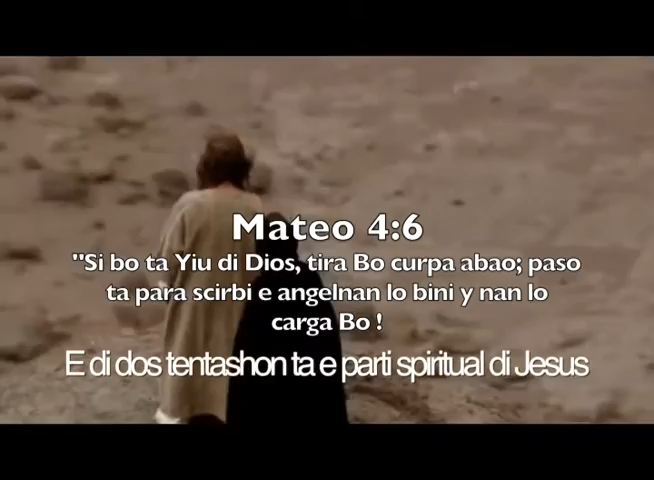 Mateo 4:6
"Si bo ta Yiu di Dios, tira Bo curpa abao; paso
ta para scirbi e angelnan lo bini y nan lo
carga Bo !
E di dos tentashon ta e parti spiritual di Jesus